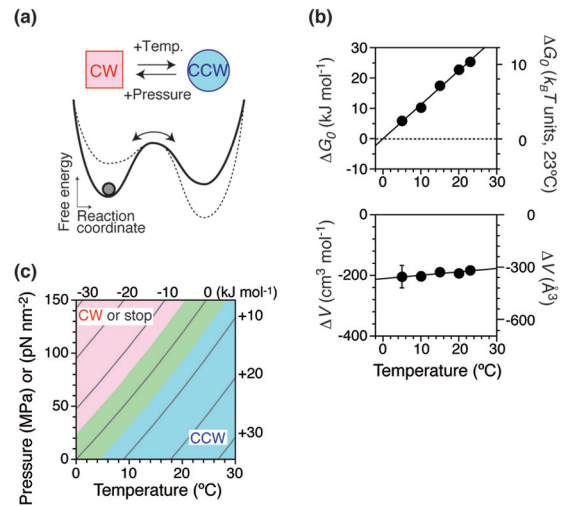 (a)
+Temp.
CW
CCW
+Pressure
Free energy
Reaction
coordinate
(b)
30
20
10
0
-10
ΔG₀ (kJ mol⁻¹)
10
0
ΔG₀ (k_BT
units, 23ºC)
0
-200
-400
ΔV (cm³ mol⁻¹)
0
-300
-600
ΔV (Å³)
0 10 20 30
Temperature (ºC)
(c)
-30 -20 -10 0 (kJ mol⁻¹)
+10
+20
+30
150
100
50
0
Pressure (MPa) or (pN nm⁻²)
CW or stop
CCW
0 10 20 30
Temperature (ºC)